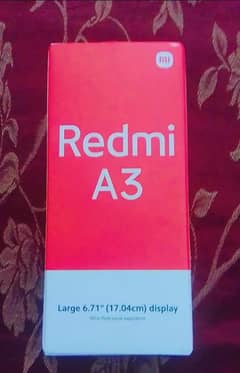 mi
Redmi
A3
Large 6.71" (17.04cm) display